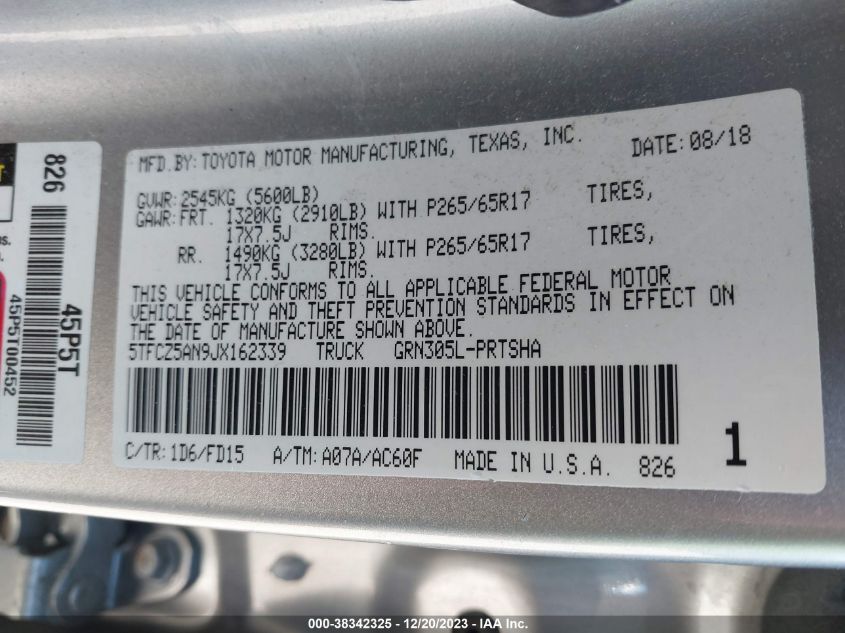 MFD.BY:TOYOTA MOTOR MANUFACTURING, TEXAS, INC. DATE:08/18
GVWR:2545KG (5600LB)
GAWR:FRT. 1320KG (2910LB) WITH P265/65R17 TIRES,
17X7.5J RIMS.
RR. 1490KG (3280LB) WITH P265/65R17 TIRES,
17X7.5J RIMS.
THIS VEHICLE CONFORMS TO ALL APPLICABLE FEDERAL MOTOR
VEHICLE SAFETY AND THEFT PREVENTION STANDARDS IN EFFECT ON
THE DATE OF MANUFACTURE SHOWN ABOVE.
5TFCZ5AN9JX162339 TRUCK GRN305L-PRTSHA
C/TR:1D6/FD15 A/TM:A07A/AC60F MADE IN U.S.A. 826
1
826
45P5T
45P5T00452
000-38342325 - 12/20/2023 - IAA Inc.